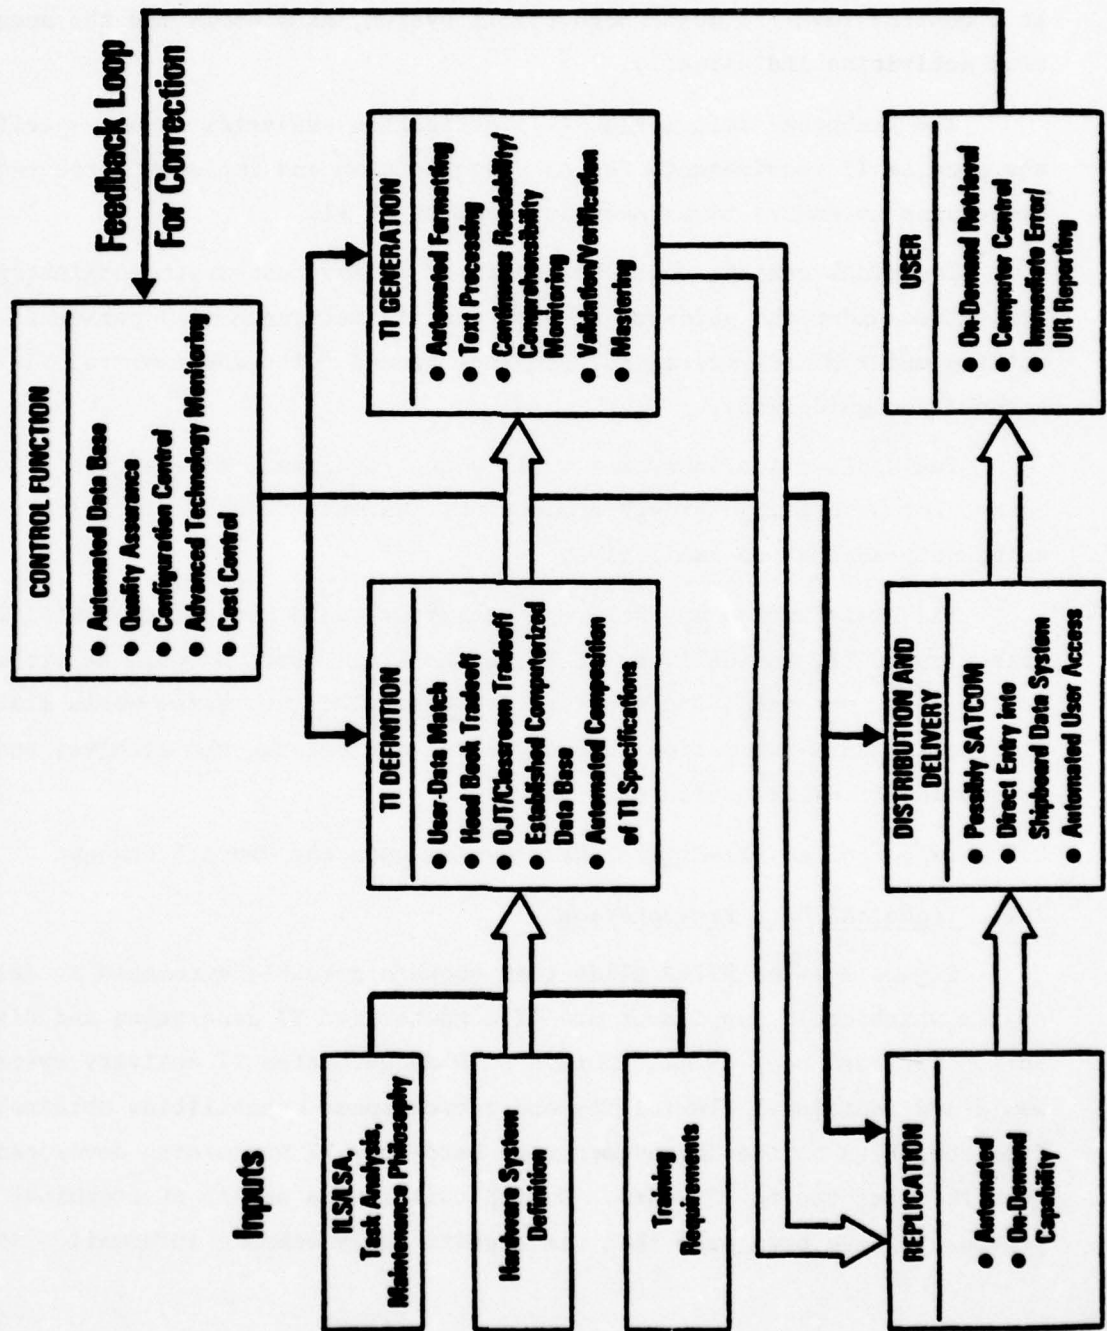 Feedback Loop
For Correction
CONTROL FUNCTION
● Automated Data Base
● Quality Assurance
● Configuration Control
● Advanced Technology Monitoring
● Cost Control
Inputs
ILS/LSA,
Task Analysis,
Maintenance Philosophy
Hardware System
Definition
Training
Requirements
TI DEFINITION
● User-Data Match
● Head Book Tradeoff
● OJT/Classroom Tradeoff
● Established Computerized
Data Base
● Automated Composition
of TI Specifications
TI GENERATION
● Automated Formatting
● Text Processing
● Continuous Readability/
Comprehensibility
Monitoring
● Validation/Verification
● Mastering
REPLICATION
● Automated
● On-Demand
Capability
DISTRIBUTION AND
DELIVERY
● Possibly SATCON
● Direct Entry into
Shipboard Data System
● Automated User Access
USER
● On-Demand Retrieval
● Computer Control
● Immediate Error/
U/R Reporting